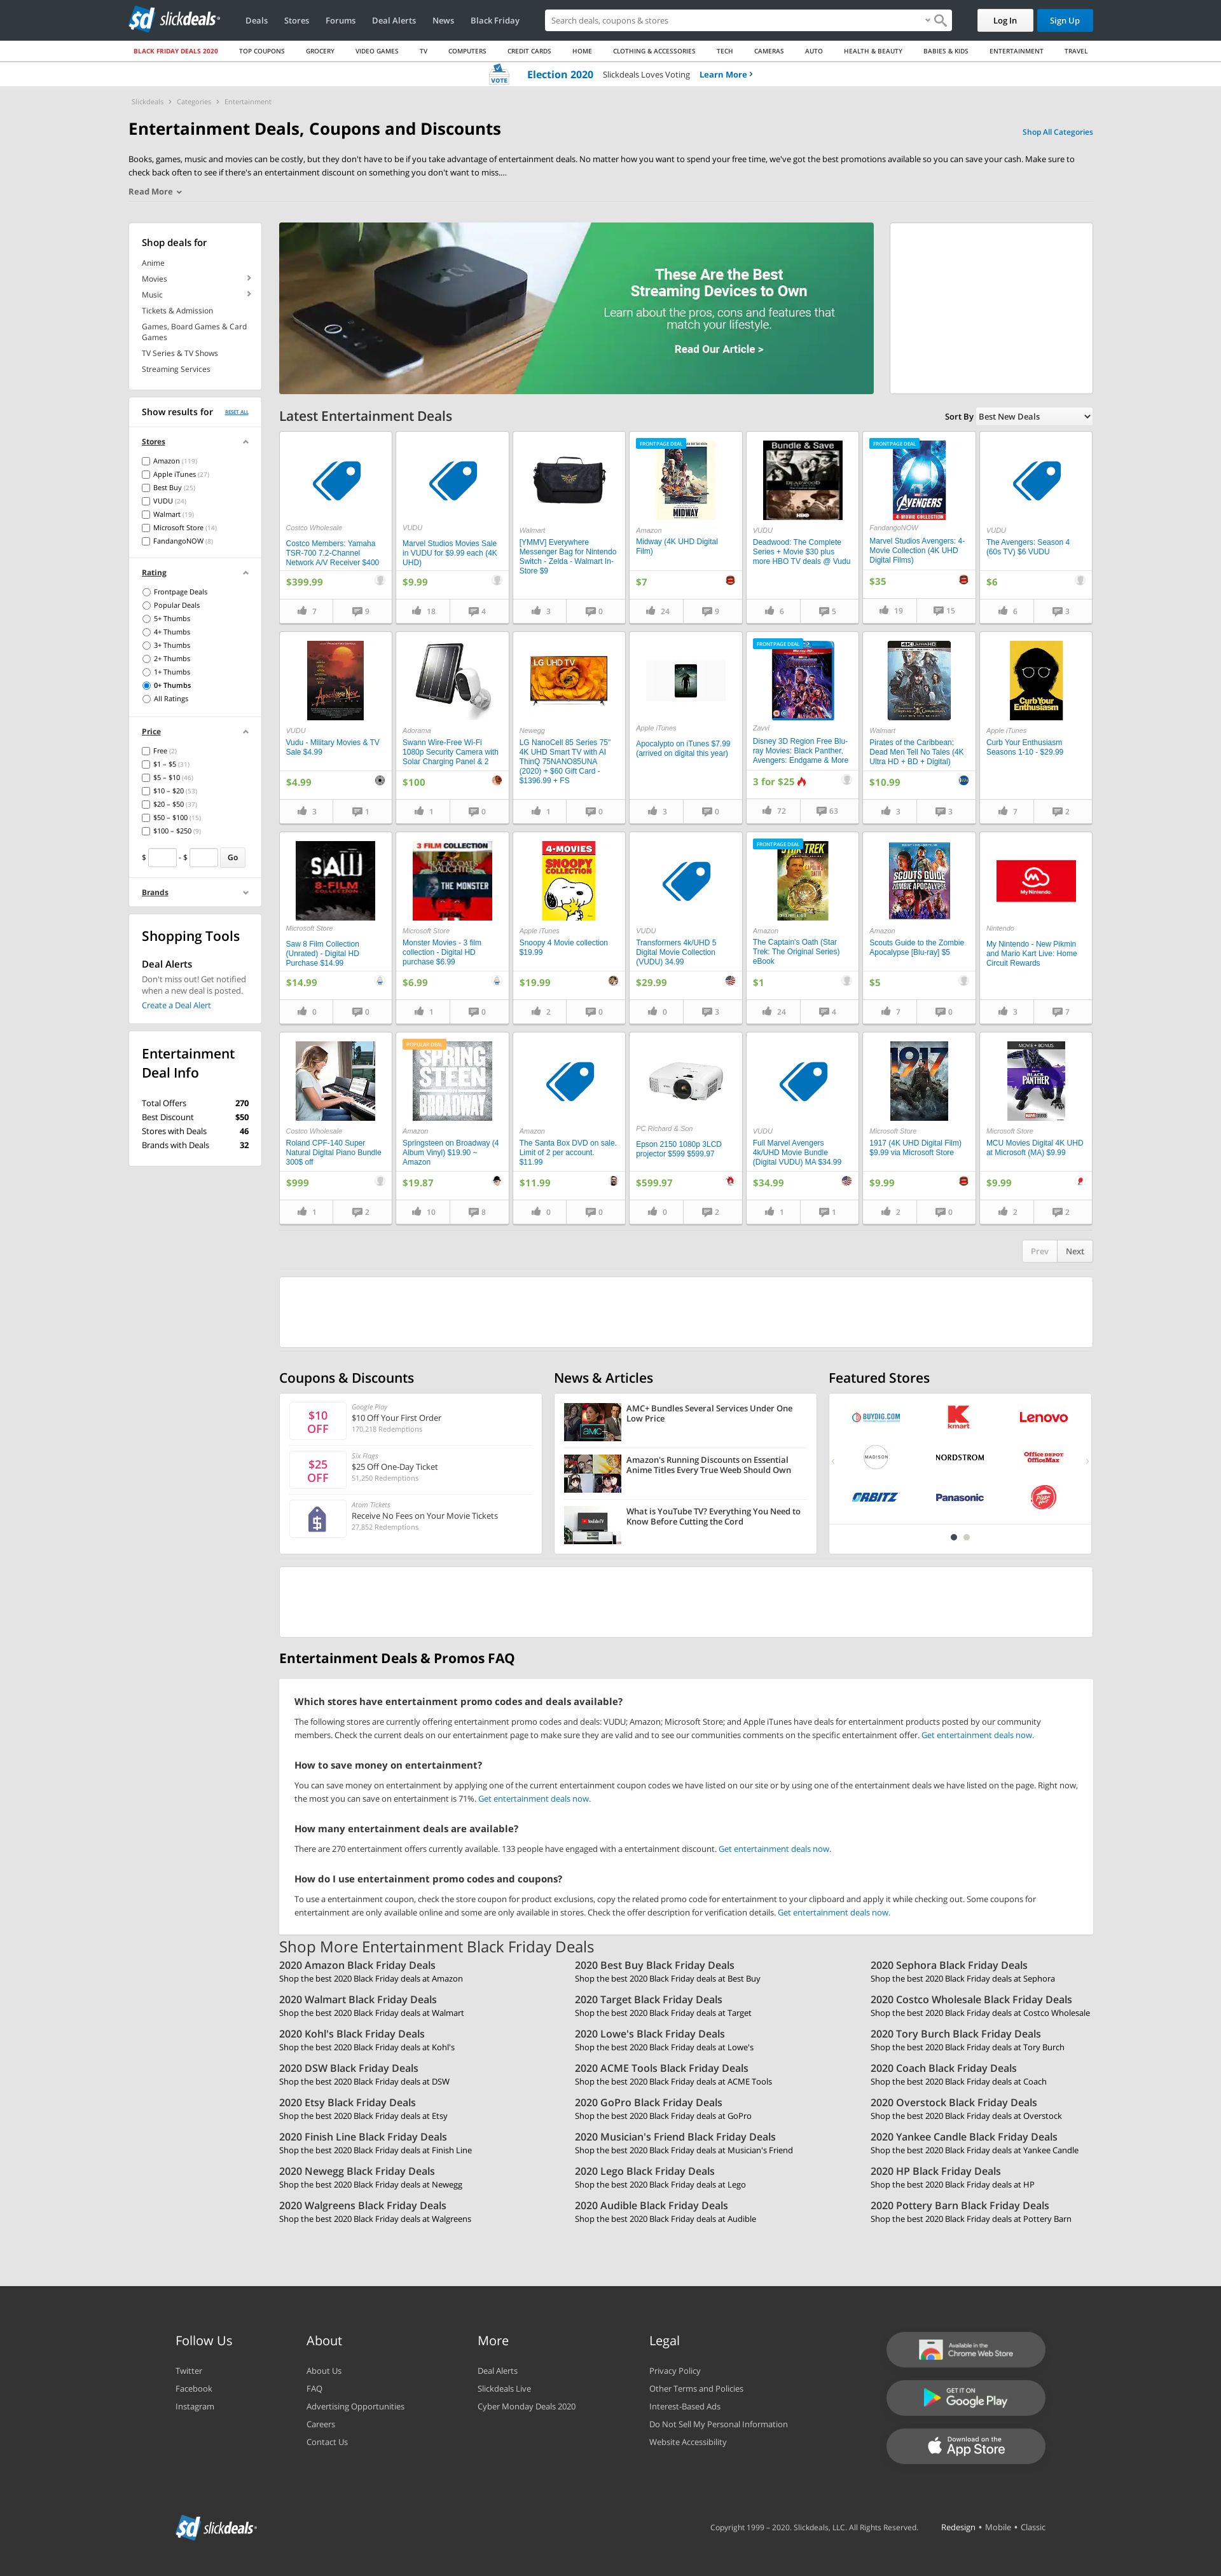 slickdeals
Deals
Stores
Forums
Deal Alerts
News
Black Friday
Search deals, coupons & stores
Log In
Sign Up
BLACK FRIDAY DEALS 2020
TOP COUPONS
GROCERY
VIDEO GAMES
TV
COMPUTERS
CREDIT CARDS
HOME
CLOTHING & ACCESSORIES
TECH
CAMERAS
AUTO
HEALTH & BEAUTY
BABIES & KIDS
ENTERTAINMENT
TRAVEL
VOTE
Election 2020
Slickdeals Loves Voting
Learn More ›
Slickdeals › Categories › Entertainment
Entertainment Deals, Coupons and Discounts
Shop All Categories
Books, games, music and movies can be costly, but they don't have to be if you take advantage of entertainment deals. No matter how you want to spend your free time, we've got the best promotions available so you can save your cash. Make sure to
check back often to see if there's an entertainment discount on something you don't want to miss....
Read More
Shop deals for
Anime
Movies
Music
Tickets & Admission
Games, Board Games & Card
Games
TV Series & TV Shows
Streaming Services
Show results for
RESET ALL
Stores
Amazon (119)
Apple iTunes (27)
Best Buy (25)
VUDU (24)
Walmart (19)
Microsoft Store (14)
FandangoNOW (8)
Rating
Frontpage Deals
Popular Deals
5+ Thumbs
4+ Thumbs
3+ Thumbs
2+ Thumbs
1+ Thumbs
0+ Thumbs
All Ratings
Price
Free (2)
$1 – $5 (31)
$5 – $10 (46)
$10 – $20 (53)
$20 – $50 (37)
$50 – $100 (15)
$100 – $250 (9)
$ - $ Go
Brands
Shopping Tools
Deal Alerts
Don't miss out! Get notified
when a new deal is posted.
Create a Deal Alert
Entertainment
Deal Info
Total Offers 270
Best Discount $50
Stores with Deals 46
Brands with Deals 32
These Are the Best
Streaming Devices to Own
Learn about the pros, cons and features that
match your lifestyle.
Read Our Article >
Latest Entertainment Deals
Sort By Best New Deals
Costco Wholesale
Costco Members: Yamaha
TSR-700 7.2-Channel
Network A/V Receiver $400
$399.99
7 9
VUDU
Marvel Studios Movies Sale
in VUDU for $9.99 each (4K
UHD)
$9.99
18 4
Walmart
[YMMV] Everywhere
Messenger Bag for Nintendo
Switch - Zelda - Walmart In-
Store $9
3 0
FRONTPAGE DEAL
MIDWAY
Amazon
Midway (4K UHD Digital
Film)
$7
24 9
Bundle & Save
DEADWOOD
HBO
VUDU
Deadwood: The Complete
Series + Movie $30 plus
more HBO TV deals @ Vudu
6 5
FRONTPAGE DEAL
AVENGERS
4-MOVIE COLLECTION
FandangoNOW
Marvel Studios Avengers: 4-
Movie Collection (4K UHD
Digital Films)
$35
19 15
VUDU
The Avengers: Season 4
(60s TV) $6 VUDU
$6
6 3
Apocalypse Now
VUDU
Vudu - Military Movies & TV
Sale $4.99
$4.99
3 1
Adorama
Swann Wire-Free Wi-Fi
1080p Security Camera with
Solar Charging Panel & 2
$100
1 0
LG UHD TV
Newegg
LG NanoCell 85 Series 75"
4K UHD Smart TV with AI
ThinQ 75NANO85UNA
(2020) + $60 Gift Card -
$1396.99 + FS
1 0
Apple iTunes
Apocalypto on iTunes $7.99
(arrived on digital this year)
3 0
FRONTPAGE DEAL
Zavvi
Disney 3D Region Free Blu-
ray Movies: Black Panther,
Avengers: Endgame & More
3 for $25
72 63
Walmart
Pirates of the Caribbean:
Dead Men Tell No Tales (4K
Ultra HD + BD + Digital)
$10.99
3 3
Curb Your
Enthusiasm
Apple iTunes
Curb Your Enthusiasm
Seasons 1-10 - $29.99
7 2
SAW
8-FILM
COLLECTION
Microsoft Store
Saw 8 Film Collection
(Unrated) - Digital HD
Purchase $14.99
$14.99
0 0
3 FILM COLLECTION
THE MONSTER
TUSK
Microsoft Store
Monster Movies - 3 film
collection - Digital HD
purchase $6.99
$6.99
1 0
4-MOVIES
SNOOPY
COLLECTION
Apple iTunes
Snoopy 4 Movie collection
$19.99
$19.99
2 0
VUDU
Transformers 4k/UHD 5
Digital Movie Collection
(VUDU) 34.99
$29.99
0 3
FRONTPAGE DEAL
STAR TREK
Amazon
The Captain's Oath (Star
Trek: The Original Series)
eBook
$1
24 4
SCOUTS GUIDE
ZOMBIE APOCALYPSE
Amazon
Scouts Guide to the Zombie
Apocalypse [Blu-ray] $5
$5
7 0
My Nintendo.
Nintendo
My Nintendo - New Pikmin
and Mario Kart Live: Home
Circuit Rewards
3 7
Costco Wholesale
Roland CPF-140 Super
Natural Digital Piano Bundle
300$ off
$999
1 2
POPULAR DEAL
SPRING
STEEN
BROADWAY
Amazon
Springsteen on Broadway (4
Album Vinyl) $19.90 ~
Amazon
$19.87
10 8
Amazon
The Santa Box DVD on sale.
Limit of 2 per account.
$11.99
$11.99
0 0
PC Richard & Son
Epson 2150 1080p 3LCD
projector $599 $599.97
$599.97
0 2
VUDU
Full Marvel Avengers
4k/UHD Movie Bundle
(Digital VUDU) MA $34.99
$34.99
1 1
1917
Microsoft Store
1917 (4K UHD Digital Film)
$9.99 via Microsoft Store
$9.99
2 0
MOVIE + BONUS
BLACK
PANTHER
Microsoft Store
MCU Movies Digital 4K UHD
at Microsoft (MA) $9.99
$9.99
2 2
Prev Next
Coupons & Discounts
$10
OFF
Google Play
$10 Off Your First Order
170,218 Redemptions
$25
OFF
Six Flags
$25 Off One-Day Ticket
51,250 Redemptions
Atom Tickets
Receive No Fees on Your Movie Tickets
27,852 Redemptions
News & Articles
amc+
AMC+ Bundles Several Services Under One
Low Price
Amazon's Running Discounts on Essential
Anime Titles Every True Weeb Should Own
YouTube TV
What is YouTube TV? Everything You Need to
Know Before Cutting the Cord
Featured Stores
BUYDIG.COM
kmart
Lenovo
MADISON
NORDSTROM
Office DEPOT
OfficeMax
ORBITZ
Panasonic
Pizza Hut
Entertainment Deals & Promos FAQ
Which stores have entertainment promo codes and deals available?
The following stores are currently offering entertainment promo codes and deals: VUDU; Amazon; Microsoft Store; and Apple iTunes have deals for entertainment products posted by our community
members. Check the current deals on our entertainment page to make sure they are valid and to see our communities comments on the specific entertainment offer. Get entertainment deals now.
How to save money on entertainment?
You can save money on entertainment by applying one of the current entertainment coupon codes we have listed on our site or by using one of the entertainment deals we have listed on the page. Right now,
the most you can save on entertainment is 71%. Get entertainment deals now.
How many entertainment deals are available?
There are 270 entertainment offers currently available. 133 people have engaged with a entertainment discount. Get entertainment deals now.
How do I use entertainment promo codes and coupons?
To use a entertainment coupon, check the store coupon for product exclusions, copy the related promo code for entertainment to your clipboard and apply it while checking out. Some coupons for
entertainment are only available online and some are only available in stores. Check the offer description for verification details. Get entertainment deals now.
Shop More Entertainment Black Friday Deals
2020 Amazon Black Friday Deals
Shop the best 2020 Black Friday deals at Amazon
2020 Best Buy Black Friday Deals
Shop the best 2020 Black Friday deals at Best Buy
2020 Sephora Black Friday Deals
Shop the best 2020 Black Friday deals at Sephora
2020 Walmart Black Friday Deals
Shop the best 2020 Black Friday deals at Walmart
2020 Target Black Friday Deals
Shop the best 2020 Black Friday deals at Target
2020 Costco Wholesale Black Friday Deals
Shop the best 2020 Black Friday deals at Costco Wholesale
2020 Kohl's Black Friday Deals
Shop the best 2020 Black Friday deals at Kohl's
2020 Lowe's Black Friday Deals
Shop the best 2020 Black Friday deals at Lowe's
2020 Tory Burch Black Friday Deals
Shop the best 2020 Black Friday deals at Tory Burch
2020 DSW Black Friday Deals
Shop the best 2020 Black Friday deals at DSW
2020 ACME Tools Black Friday Deals
Shop the best 2020 Black Friday deals at ACME Tools
2020 Coach Black Friday Deals
Shop the best 2020 Black Friday deals at Coach
2020 Etsy Black Friday Deals
Shop the best 2020 Black Friday deals at Etsy
2020 GoPro Black Friday Deals
Shop the best 2020 Black Friday deals at GoPro
2020 Overstock Black Friday Deals
Shop the best 2020 Black Friday deals at Overstock
2020 Finish Line Black Friday Deals
Shop the best 2020 Black Friday deals at Finish Line
2020 Musician's Friend Black Friday Deals
Shop the best 2020 Black Friday deals at Musician's Friend
2020 Yankee Candle Black Friday Deals
Shop the best 2020 Black Friday deals at Yankee Candle
2020 Newegg Black Friday Deals
Shop the best 2020 Black Friday deals at Newegg
2020 Lego Black Friday Deals
Shop the best 2020 Black Friday deals at Lego
2020 HP Black Friday Deals
Shop the best 2020 Black Friday deals at HP
2020 Walgreens Black Friday Deals
Shop the best 2020 Black Friday deals at Walgreens
2020 Audible Black Friday Deals
Shop the best 2020 Black Friday deals at Audible
2020 Pottery Barn Black Friday Deals
Shop the best 2020 Black Friday deals at Pottery Barn
Follow Us
Twitter
Facebook
Instagram
About
About Us
FAQ
Advertising Opportunities
Careers
Contact Us
More
Deal Alerts
Slickdeals Live
Cyber Monday Deals 2020
Legal
Privacy Policy
Other Terms and Policies
Interest-Based Ads
Do Not Sell My Personal Information
Website Accessibility
Available in the
Chrome Web Store
GET IT ON
Google Play
Download on the
App Store
slickdeals
Copyright 1999 – 2020. Slickdeals, LLC. All Rights Reserved.
Redesign • Mobile • Classic